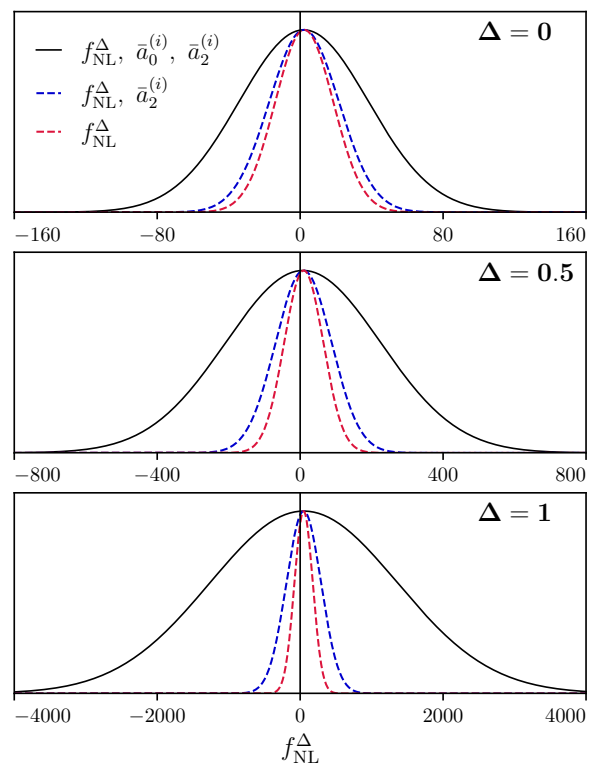 Δ = 0
f_NL^Δ, ā_0^(i), ā_2^(i)
f_NL^Δ, ā_2^(i)
f_NL^Δ
−160 −80 0 80 160
Δ = 0.5
−800 −400 0 400 800
Δ = 1
−4000 −2000 0 2000 4000
f_NL^Δ